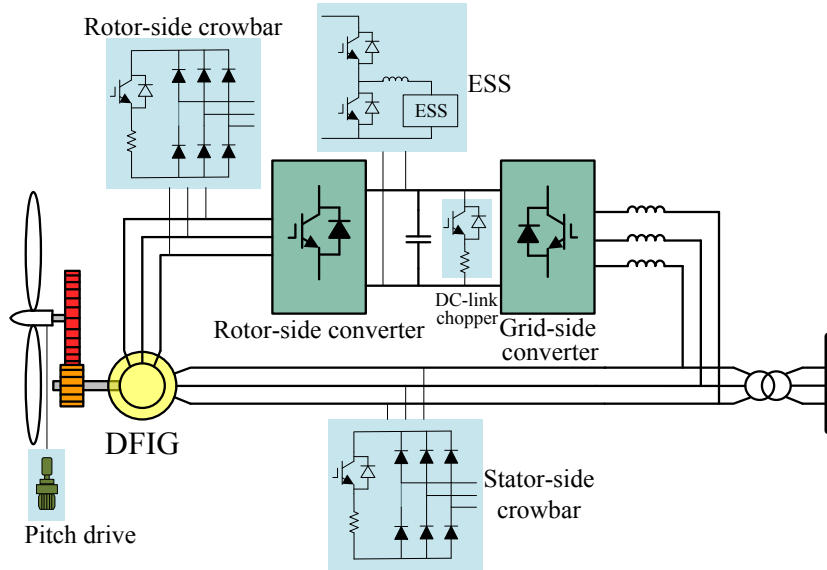 Rotor-side crowbar
ESS
ESS
DC-link
chopper
Rotor-side converter
Grid-side
converter
DFIG
Stator-side
crowbar
Pitch drive